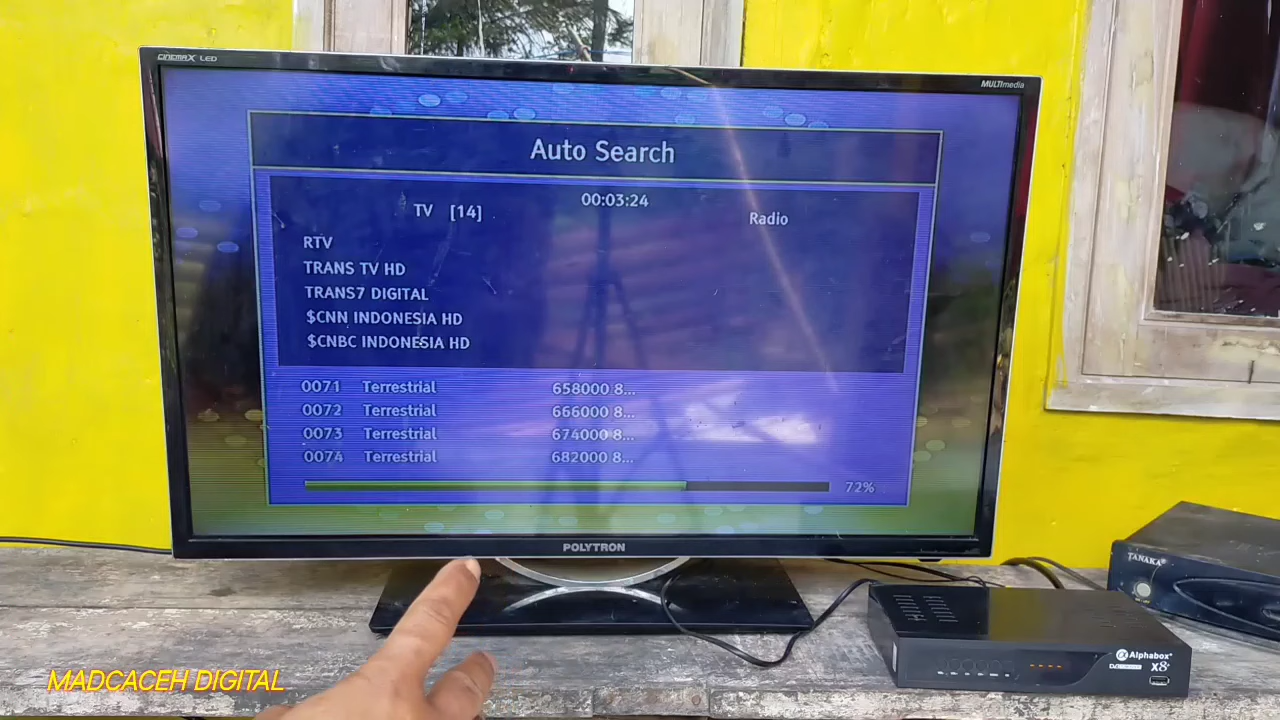 CINEMAX LED
MULTImedia
Auto Search
00:03:24
TV [14]
Radio
RTV
TRANS TV HD
TRANS7 DIGITAL
$CNN INDONESIA HD
$CNBC INDONESIA HD
0071 Terrestrial 658000 8...
0072 Terrestrial 666000 8...
0073 Terrestrial 674000 8...
0074 Terrestrial 682000 8...
72%
POLYTRON
TANAKA
Alphabox
X8+
MADCACEH DIGITAL